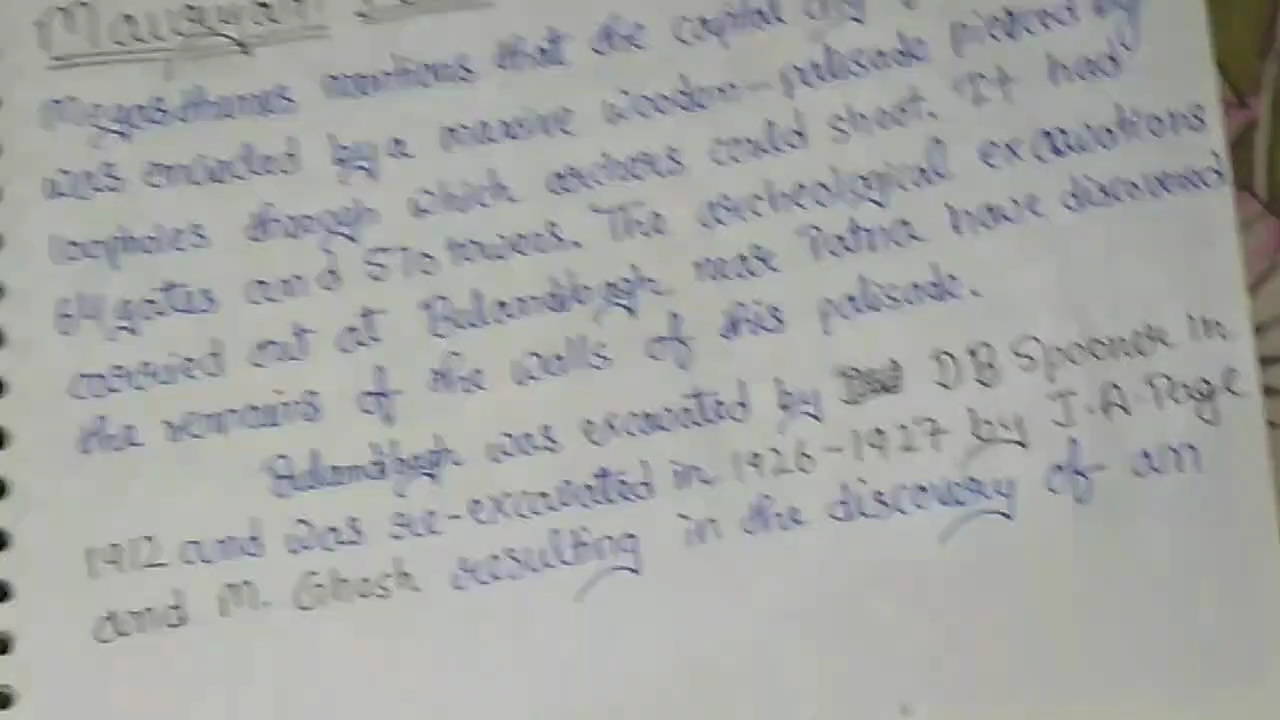 Mauryan
Megasthenes mentions that the capital city
was encircled by a massive wooden-palisade pierced by
loopholes through which archers could shoot. It had
64 gates and 570 towers. The archeological excavations
carried out at Bulandibagh near Patna have discovered
the remains of the walls of this palisade.
Bulandibagh was excavated by D B Spooner in
1912 and was re-excavated in 1926-1927 by J.A. Page
and M. Ghosh resulting in the discovery of an